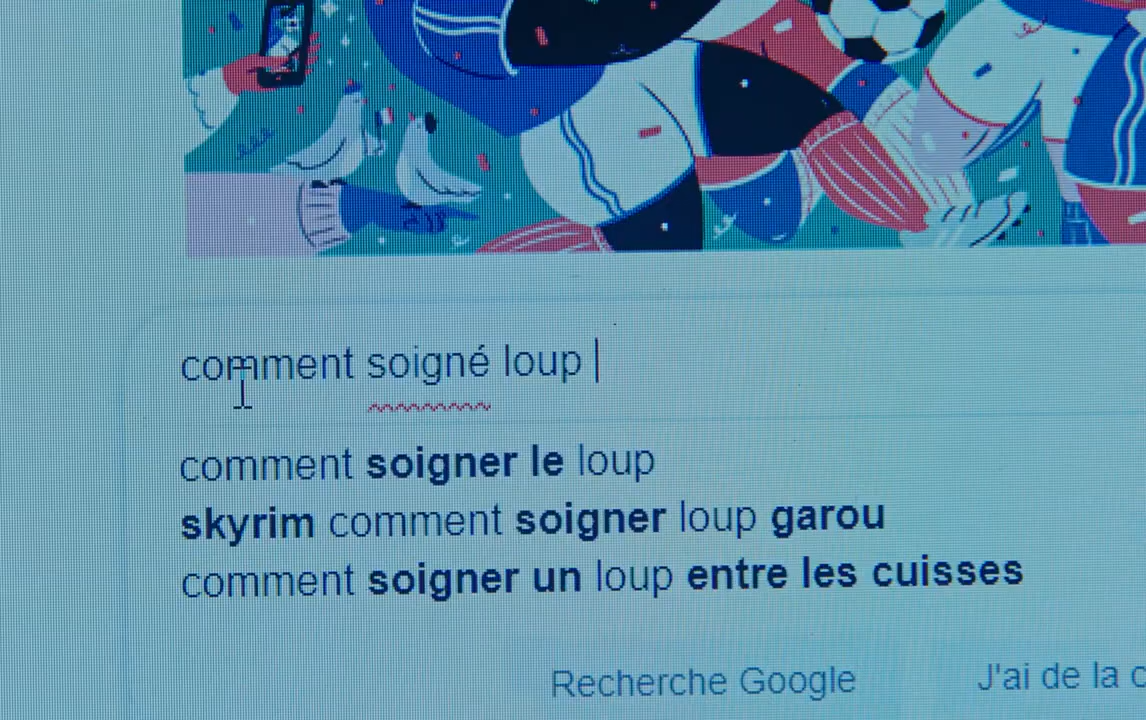 comment soigné loup
comment soigner le loup
skyrim comment soigner loup garou
comment soigner un loup entre les cuisses
Recherche Google
J'ai de la c